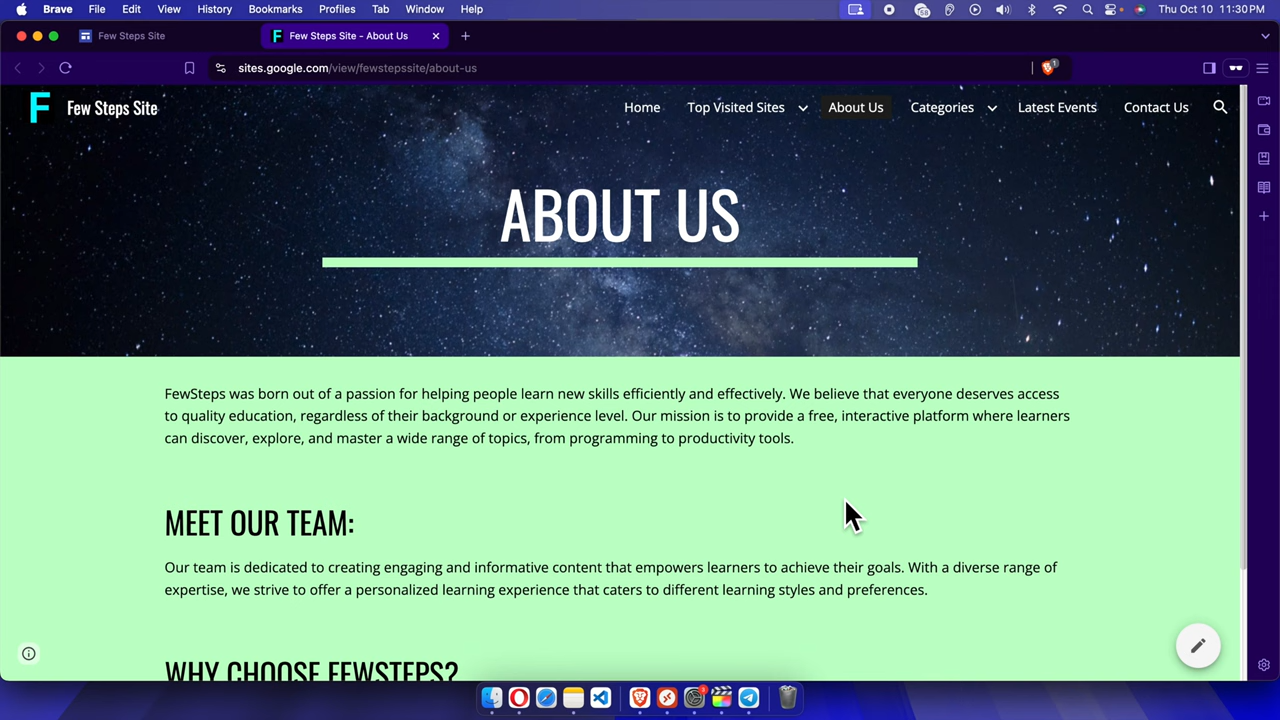 Brave File Edit View History Bookmarks Profiles Tab Window Help Thu Oct 10 11:30 PM
Few Steps Site
Few Steps Site - About Us
sites.google.com/view/fewstepssite/about-us
1
F Few Steps Site
Home Top Visited Sites About Us Categories Latest Events Contact Us
ABOUT US
FewSteps was born out of a passion for helping people learn new skills efficiently and effectively. We believe that everyone deserves access
to quality education, regardless of their background or experience level. Our mission is to provide a free, interactive platform where learners
can discover, explore, and master a wide range of topics, from programming to productivity tools.
MEET OUR TEAM:
Our team is dedicated to creating engaging and informative content that empowers learners to achieve their goals. With a diverse range of
expertise, we strive to offer a personalized learning experience that caters to different learning styles and preferences.
WHY CHOOSE FEWSTEPS?